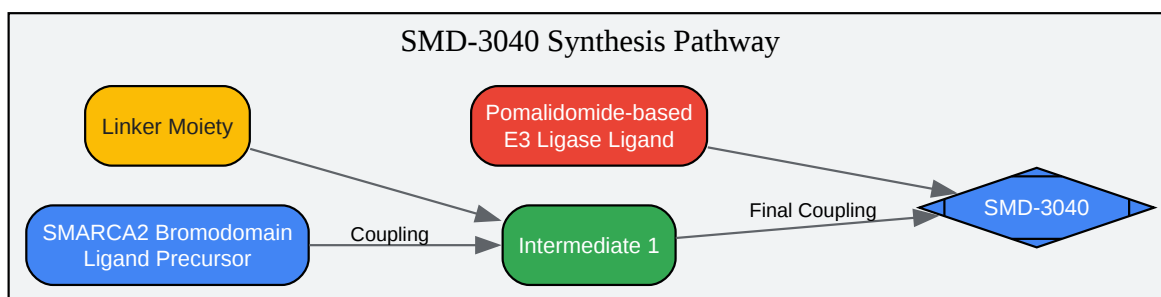 SMD-3040 Synthesis Pathway
Linker Moiety
Pomalidomide-based
E3 Ligase Ligand
SMARCA2 Bromodomain
Ligand Precursor
Coupling
Intermediate 1
Final Coupling
SMD-3040